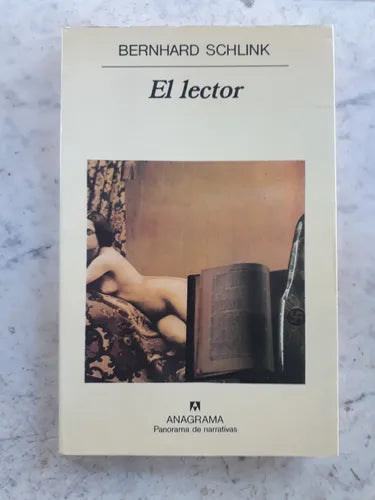 BERNHARD SCHLINK
El lector
ANAGRAMA
Panorama de narrativas